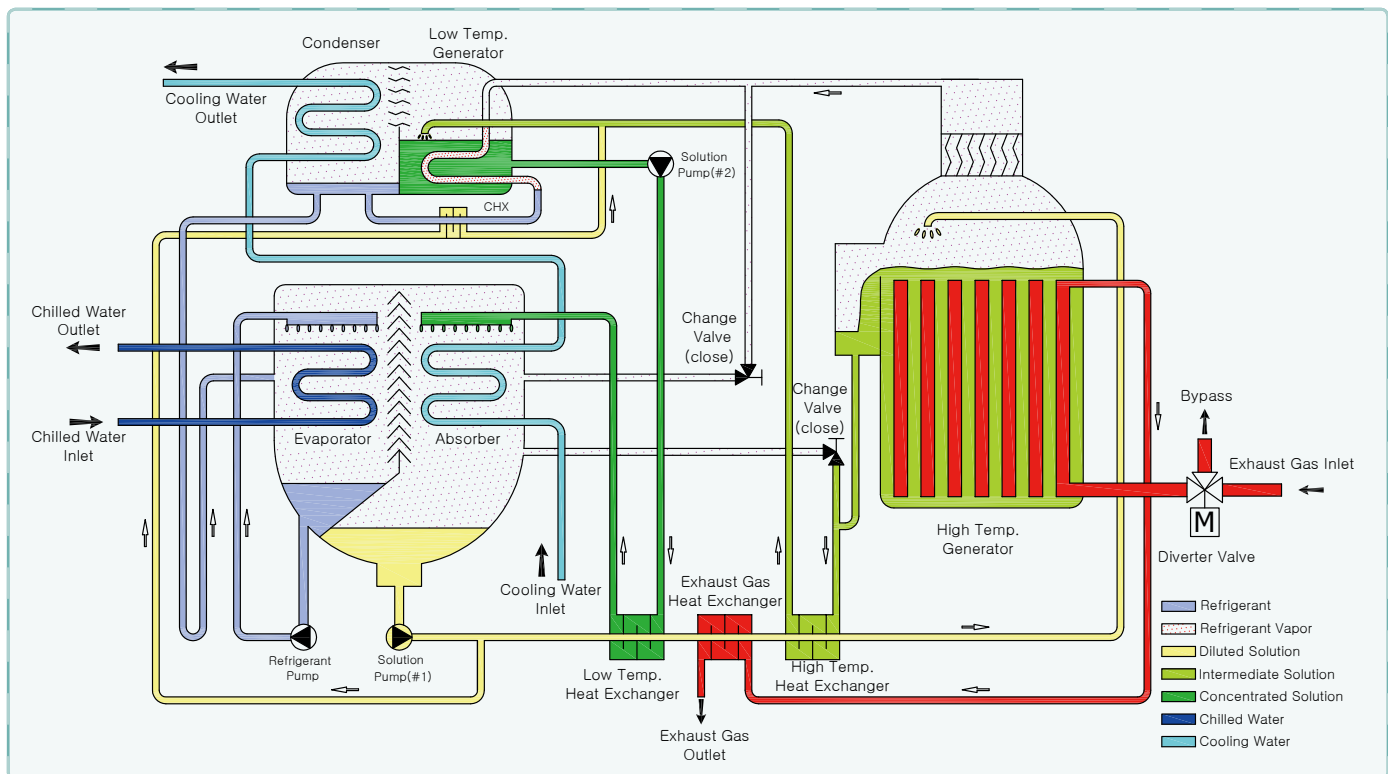 Condenser
Low Temp.
Generator
Cooling Water
Outlet
Solution
Pump(#2)
CHX
Chilled Water
Outlet
Change
Valve
(close)
Change
Valve
(close)
Bypass
Chilled Water
Inlet
Evaporator
Absorber
Exhaust Gas Inlet
M
High Temp.
Generator
Diverter Valve
Cooling Water
Inlet
Exhaust Gas
Heat Exchanger
Refrigerant
Pump
Solution
Pump(#1)
Low Temp.
Heat Exchanger
High Temp.
Heat Exchanger
Exhaust Gas
Outlet
Refrigerant
Refrigerant Vapor
Diluted Solution
Intermediate Solution
Concentrated Solution
Chilled Water
Cooling Water